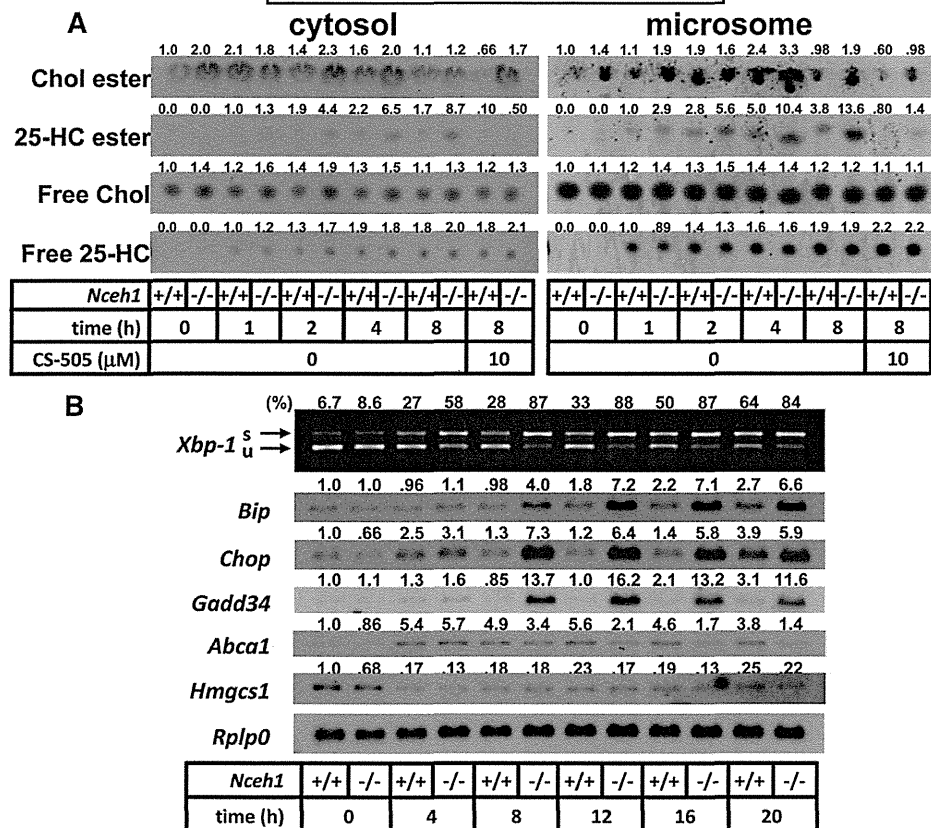 A
cytosol microsome
1.0 2.0 2.1 1.8 1.4 2.3 1.6 2.0 1.1 1.2 .66 1.7 1.0 1.4 1.1 1.9 1.9 1.6 2.4 3.3 .98 1.9 .60 .98
Chol ester
0.0 0.0 1.0 1.3 1.9 4.4 2.2 6.5 1.7 8.7 .10 .50 0.0 0.0 1.0 2.9 2.8 5.6 5.0 10.4 3.8 13.6 .80 1.4
25-HC ester
1.0 1.4 1.2 1.6 1.4 1.9 1.3 1.5 1.1 1.3 1.2 1.3 1.0 1.1 1.2 1.4 1.3 1.5 1.4 1.4 1.2 1.2 1.1 1.1
Free Chol
0.0 0.0 1.0 1.2 1.3 1.7 1.9 1.8 1.8 2.0 1.8 2.1 0.0 0.0 1.0 .89 1.4 1.3 1.6 1.6 1.9 1.9 2.2 2.2
Free 25-HC
Nceh1 +/+ -/- +/+ -/- +/+ -/- +/+ -/- +/+ -/- +/+ -/- +/+ -/- +/+ -/- +/+ -/- +/+ -/- +/+ -/- +/+ -/-
time (h) 0 1 2 4 8 8 0 1 2 4 8 8
CS-505 (μM) 0 10 0 10
B
(%) 6.7 8.6 27 58 28 87 33 88 50 87 64 84
Xbp-1 s
u
1.0 1.0 .96 1.1 .98 4.0 1.8 7.2 2.2 7.1 2.7 6.6
Bip
1.0 .66 2.5 3.1 1.3 7.3 1.2 6.4 1.4 5.8 3.9 5.9
Chop
1.0 1.1 1.3 1.6 .85 13.7 1.0 16.2 2.1 13.2 3.1 11.6
Gadd34
1.0 .86 5.4 5.7 4.9 3.4 5.6 2.1 4.6 1.7 3.8 1.4
Abca1
1.0 .68 .17 .13 .18 .18 .23 .17 .19 .13 .25 .22
Hmgcs1
Rplp0
Nceh1 +/+ -/- +/+ -/- +/+ -/- +/+ -/- +/+ -/- +/+ -/-
time (h) 0 4 8 12 16 20